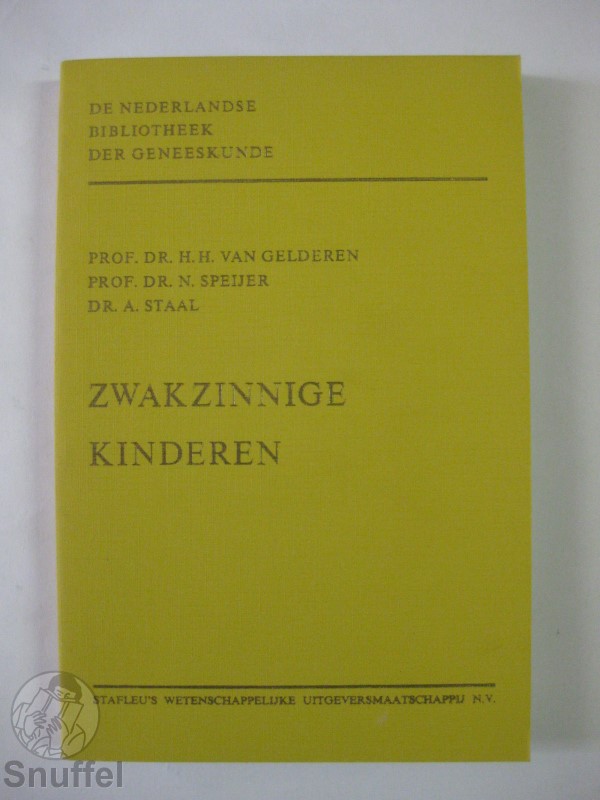 DE NEDERLANDSE
BIBLIOTHEEK
DER GENEESKUNDE
PROF. DR. H. H. VAN GELDEREN
PROF. DR. N. SPEIJER
DR. A. STAAL
ZWAKZINNIGE
KINDEREN
STAFLEU'S WETENSCHAPPELIJKE UITGEVERSMAATSCHAPPIJ N.V.
Snuffel